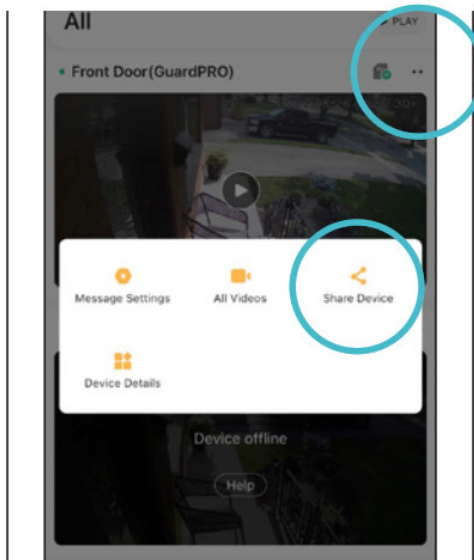 All
PLAY
Front Door(GuardPRO)
Message Settings
All Videos
Share Device
Device Details
Device offline
Help